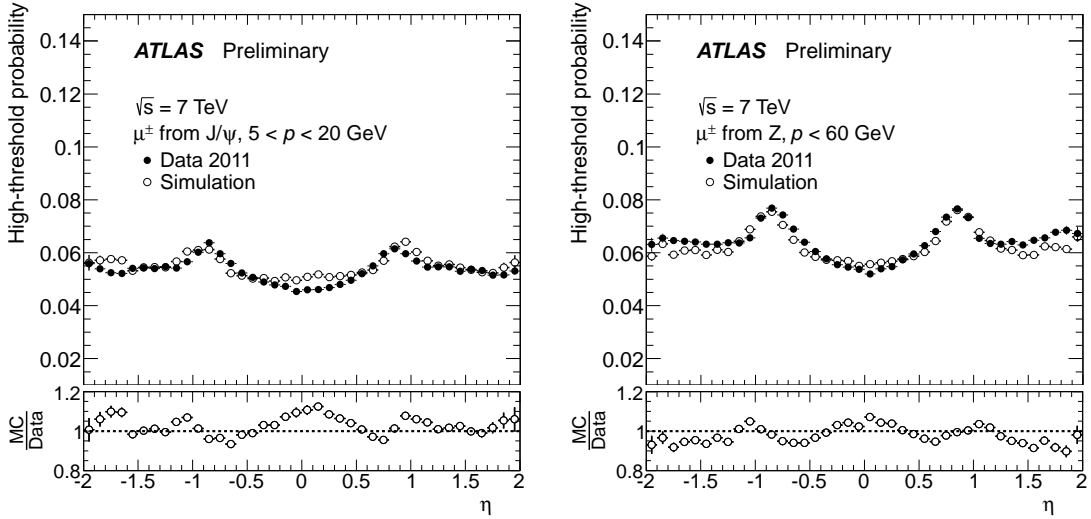 High-threshold probability
0.14
0.12
0.1
0.08
0.06
0.04
0.02
ATLAS Preliminary
√s = 7 TeV
μ± from J/ψ, 5 < p < 20 GeV
Data 2011
Simulation
MC
Data
1.2
1
0.8
-2 -1.5 -1 -0.5 0 0.5 1 1.5 2
η
High-threshold probability
0.14
0.12
0.1
0.08
0.06
0.04
0.02
ATLAS Preliminary
√s = 7 TeV
μ± from Z, p < 60 GeV
Data 2011
Simulation
MC
Data
1.2
1
0.8
-2 -1.5 -1 -0.5 0 0.5 1 1.5 2
η